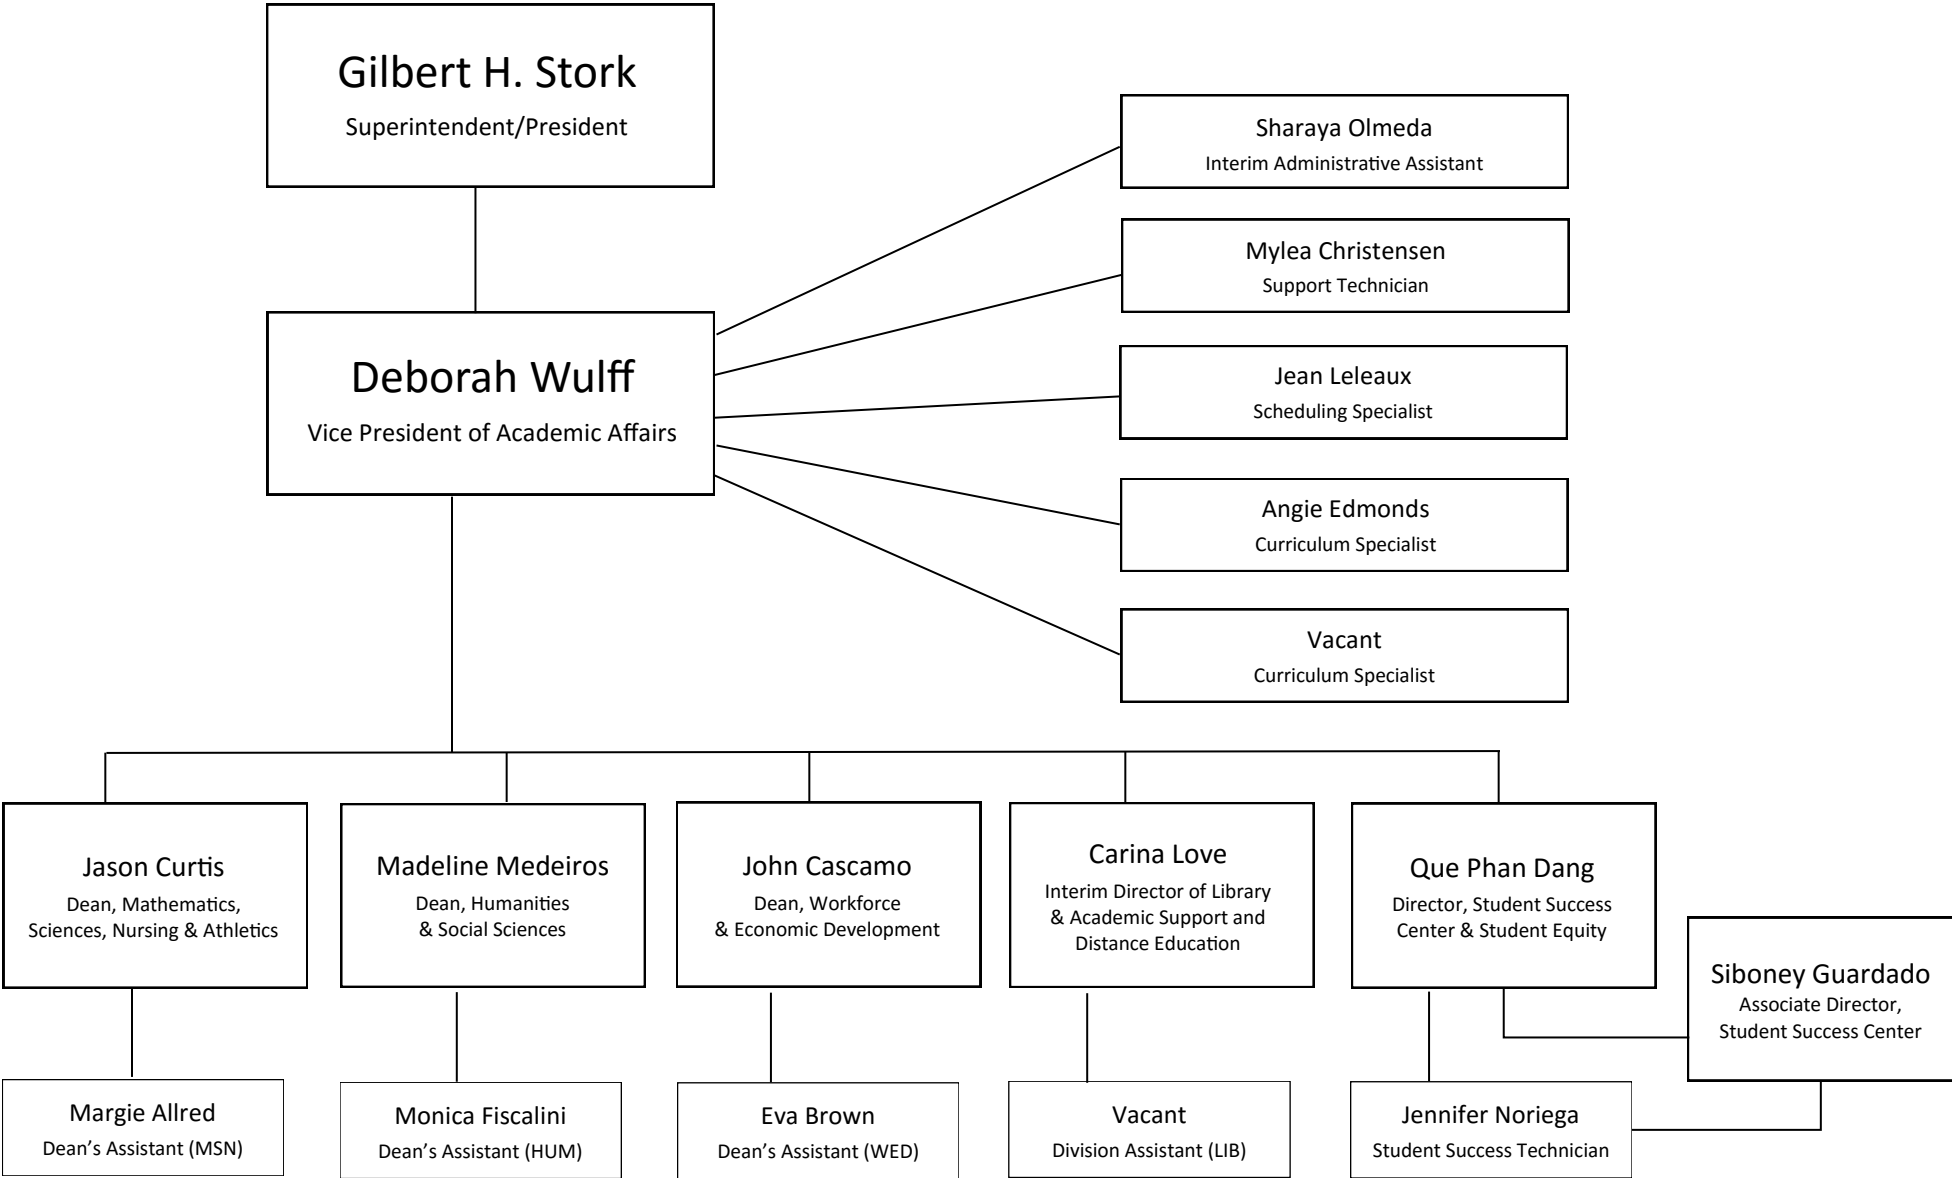 Gilbert H. Stork
Superintendent/President
Sharaya Olmeda
Interim Administrative Assistant
Mylea Christensen
Support Technician
Deborah Wulff
Vice President of Academic Affairs
Jean Leleaux
Scheduling Specialist
Angie Edmonds
Curriculum Specialist
Vacant
Curriculum Specialist
Jason Curtis
Dean, Mathematics,
Sciences, Nursing & Athletics
Madeline Medeiros
Dean, Humanities
& Social Sciences
John Cascamo
Dean, Workforce
& Economic Development
Carina Love
Interim Director of Library
& Academic Support and
Distance Education
Que Phan Dang
Director, Student Success
Center & Student Equity
Siboney Guardado
Associate Director,
Student Success Center
Margie Allred
Dean’s Assistant (MSN)
Monica Fiscalini
Dean’s Assistant (HUM)
Eva Brown
Dean’s Assistant (WED)
Vacant
Division Assistant (LIB)
Jennifer Noriega
Student Success Technician